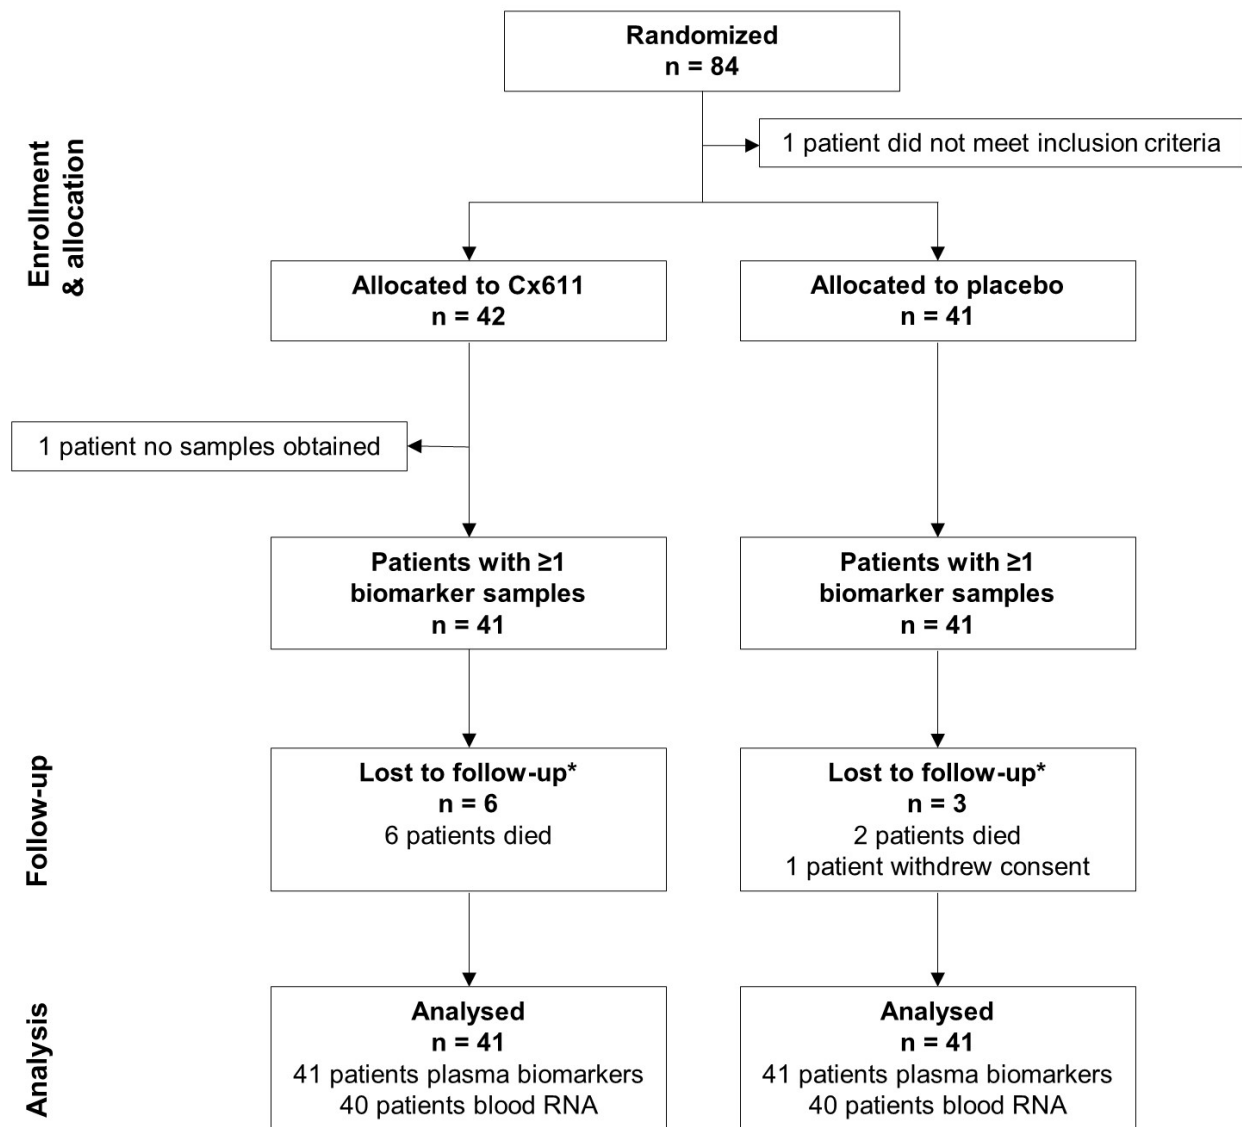 Randomized
n = 84
1 patient did not meet inclusion criteria
Enrollment
& allocation
Allocated to Cx611
n = 42
Allocated to placebo
n = 41
1 patient no samples obtained
Patients with ≥1
biomarker samples
n = 41
Patients with ≥1
biomarker samples
n = 41
Follow-up
Lost to follow-up*
n = 6
6 patients died
Lost to follow-up*
n = 3
2 patients died
1 patient withdrew consent
Analysis
Analysed
n = 41
41 patients plasma biomarkers
40 patients blood RNA
Analysed
n = 41
41 patients plasma biomarkers
40 patients blood RNA